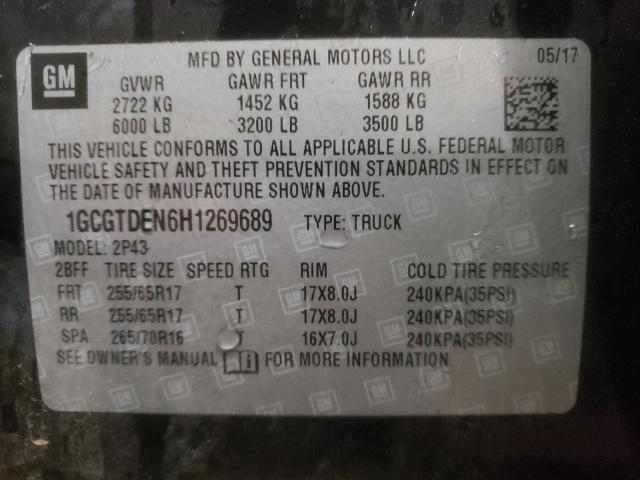 GM
MFD BY GENERAL MOTORS LLC 05/17
GVWR GAWR FRT GAWR RR
2722 KG 1452 KG 1588 KG
6000 LB 3200 LB 3500 LB
THIS VEHICLE CONFORMS TO ALL APPLICABLE U.S. FEDERAL MOTOR
VEHICLE SAFETY AND THEFT PREVENTION STANDARDS IN EFFECT ON
THE DATE OF MANUFACTURE SHOWN ABOVE.
1GCGTDEN6H1269689 TYPE: TRUCK
MODEL: 2P43
2BFF TIRE SIZE SPEED RTG RIM COLD TIRE PRESSURE
FRT 255/65R17 T 17X8.0J 240KPA(35PSI)
RR 255/65R17 T 17X8.0J 240KPA(35PSI)
SPA 265/70R16 T 16X7.0J 240KPA(35PSI)
SEE OWNER'S MANUAL FOR MORE INFORMATION.